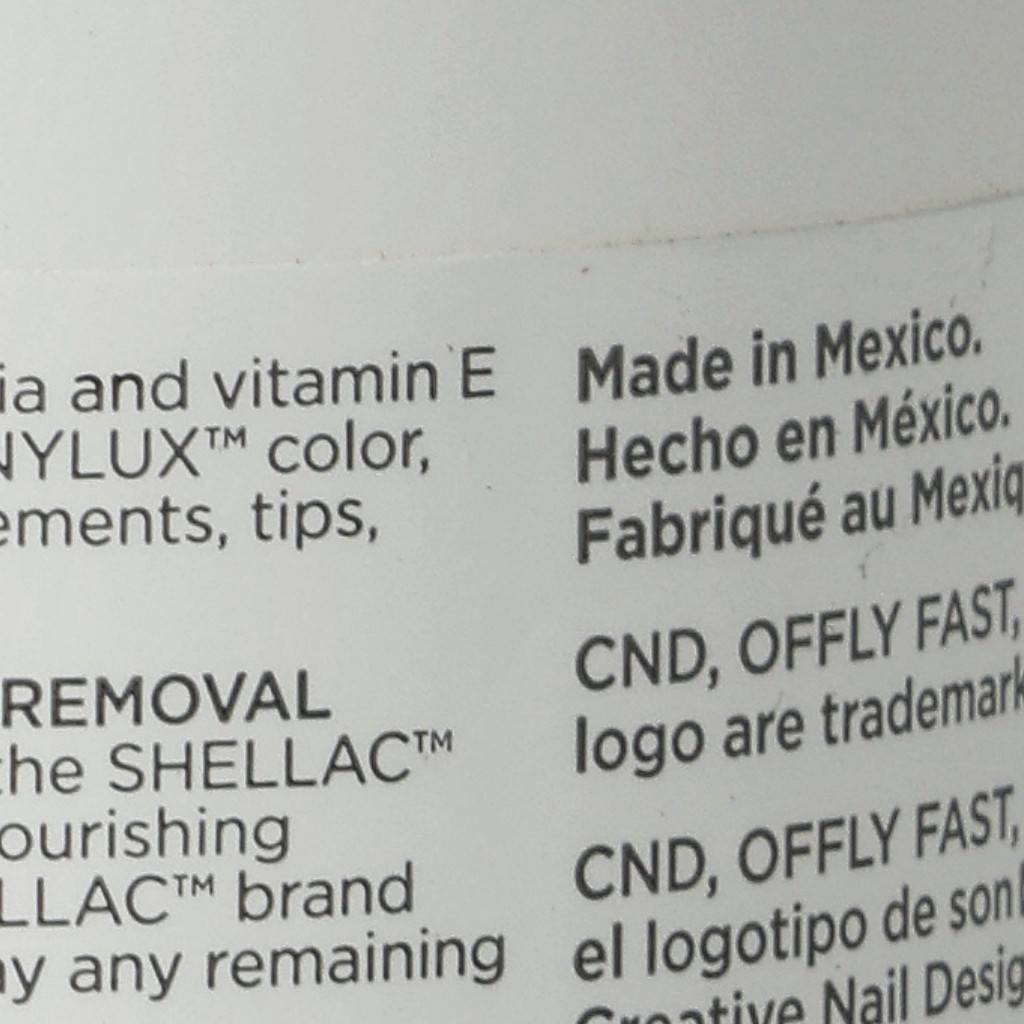 ia and vitamin E
NYLUX™ color,
ements, tips,
REMOVAL
the SHELLAC™
ourishing
LLAC™ brand
ay any remaining
Made in Mexico.
Hecho en México.
Fabriqué au Mexiq
CND, OFFLY FAST,
logo are trademark
CND, OFFLY FAST,
el logotipo de son
Creative Nail Desig